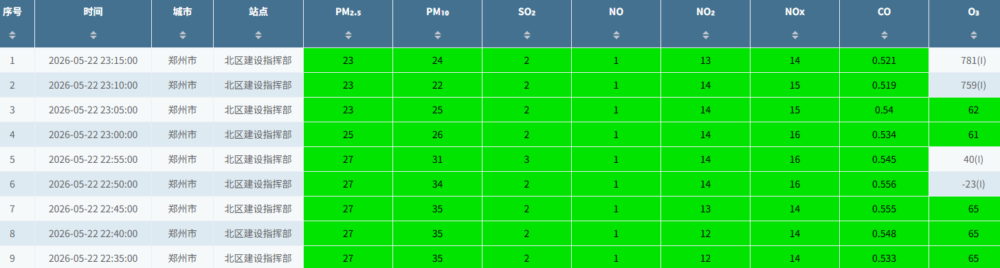 序号 时间 城市 站点 PM₂.₅ PM₁₀ SO₂ NO NO₂ NOx CO O₃
1 2026-05-22 23:15:00 郑州市 北区建设指挥部 23 24 2 1 13 14 0.521 781(I)
2 2026-05-22 23:10:00 郑州市 北区建设指挥部 23 22 2 1 14 15 0.519 759(I)
3 2026-05-22 23:05:00 郑州市 北区建设指挥部 23 25 2 1 14 15 0.54 62
4 2026-05-22 23:00:00 郑州市 北区建设指挥部 25 26 2 1 14 16 0.534 61
5 2026-05-22 22:55:00 郑州市 北区建设指挥部 27 31 3 1 14 16 0.545 40(I)
6 2026-05-22 22:50:00 郑州市 北区建设指挥部 27 34 2 1 14 16 0.556 -23(I)
7 2026-05-22 22:45:00 郑州市 北区建设指挥部 27 35 2 1 13 14 0.555 65
8 2026-05-22 22:40:00 郑州市 北区建设指挥部 27 35 2 1 12 14 0.548 65
9 2026-05-22 22:35:00 郑州市 北区建设指挥部 27 35 2 1 12 14 0.533 65